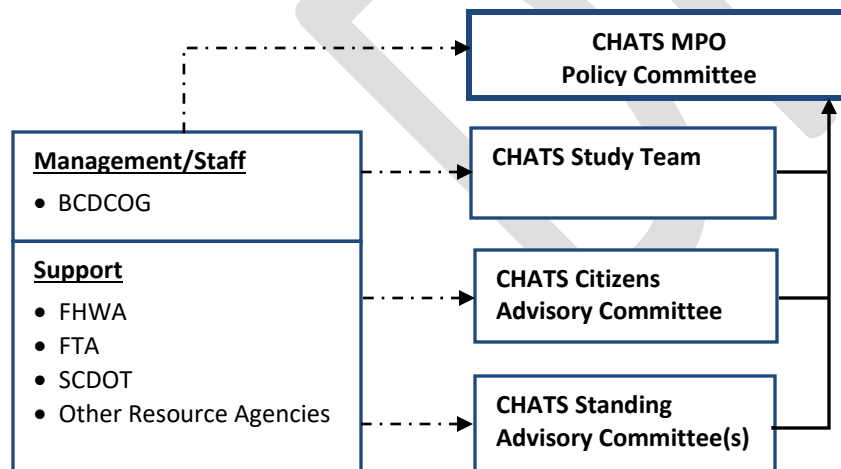 CHATS MPO
Policy Committee
Management/Staff
• BCDCOG
Support
• FHWA
• FTA
• SCDOT
• Other Resource Agencies
CHATS Study Team
CHATS Citizens
Advisory Committee
CHATS Standing
Advisory Committee(s)